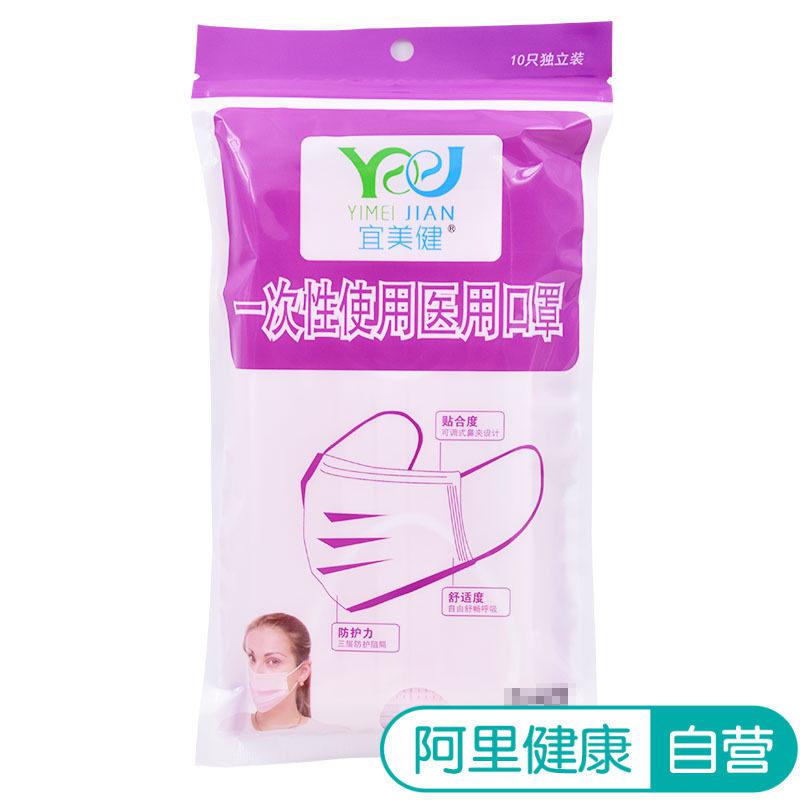 10只独立装
YIMEI JIAN
宜美健®
一次性使用医用口罩
贴合度
可调式鼻夹设计
舒适度
自由舒畅呼吸
防护力
三层防护阻隔
阿里健康 自营